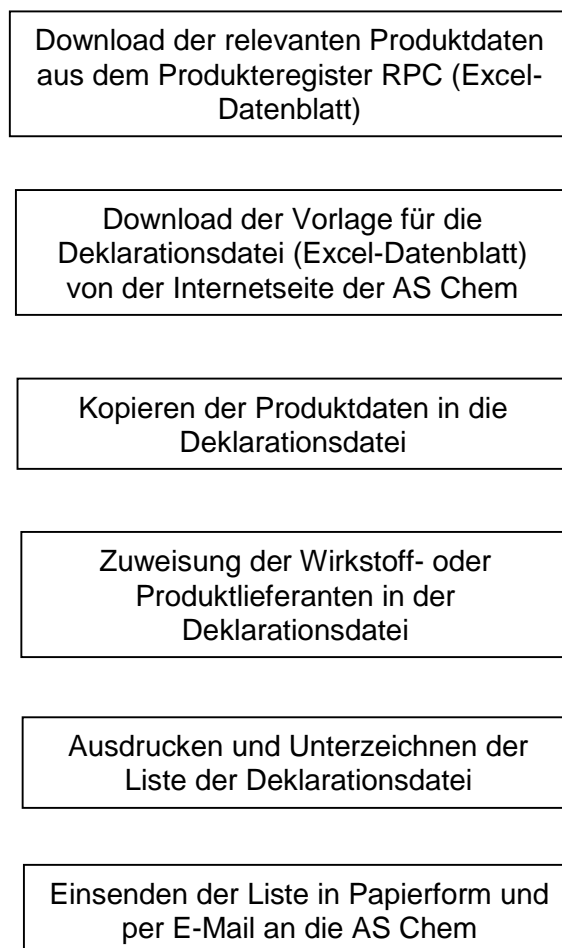 Download der relevanten Produktdaten
aus dem Produkteregister RPC (Excel-
Datenblatt)
Download der Vorlage für die
Deklarationsdatei (Excel-Datenblatt)
von der Internetseite der AS Chem
Kopieren der Produktdaten in die
Deklarationsdatei
Zuweisung der Wirkstoff- oder
Produktlieferanten in der
Deklarationsdatei
Ausdrucken und Unterzeichnen der
Liste der Deklarationsdatei
Einsenden der Liste in Papierform und
per E-Mail an die AS Chem